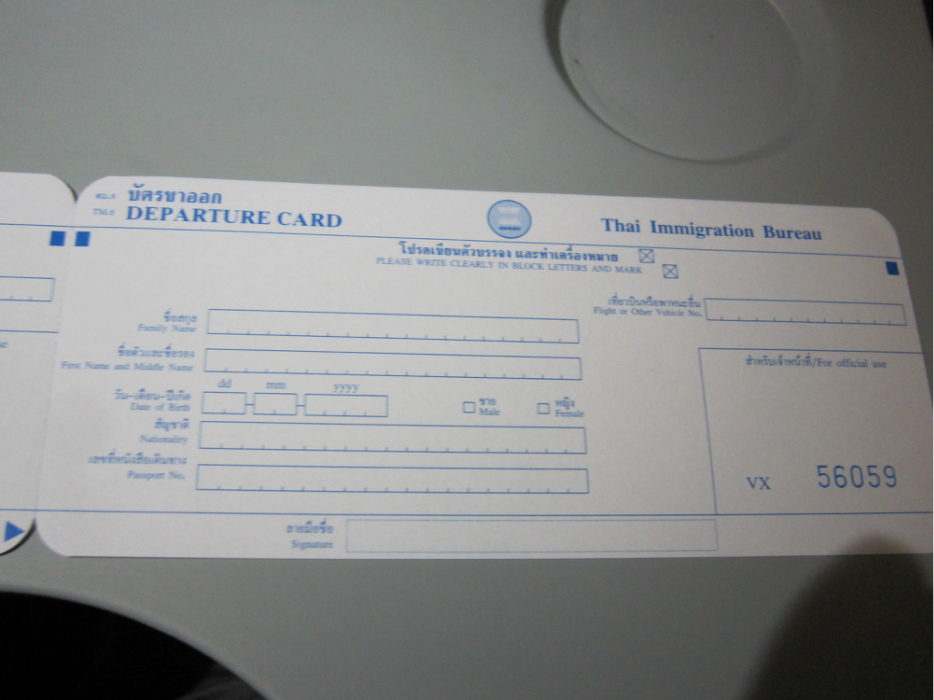 ตม.6 บัตรขาออก
TM.6 DEPARTURE CARD
Thai Immigration Bureau
โปรดเขียนตัวบรรจง และทำเครื่องหมาย ☒
PLEASE WRITE CLEARLY IN BLOCK LETTERS AND MARK ☒
เที่ยวบินหรือพาหนะอื่น
Flight or Other Vehicle No.
ชื่อสกุล
Family Name
ชื่อตัวและชื่อรอง
First Name and Middle Name
dd mm yyyy
วัน-เดือน-ปีเกิด
Date of Birth
ชาย
Male
หญิง
Female
สัญชาติ
Nationality
เลขที่หนังสือเดินทาง
Passport No.
สำหรับเจ้าหน้าที่/For official use
VX 56059
ลายมือชื่อ
Signature